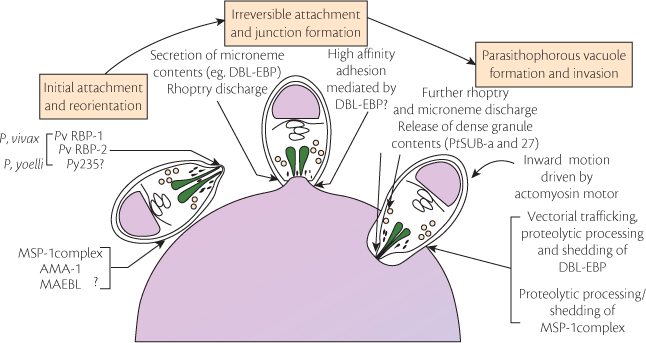 Irreversible attachment
and junction formation
Parasithophorous vacuole
formation and invasion
Initial attachment
and reorientation
Secretion of microneme
contents (eg. DBL-EBP)
Rhoptry discharge
High affinity
adhesion
mediated by
DBL-EBP?
Further rhoptry
and microneme discharge
Release of dense granule
contents (PtSUB-a and 27)
P, vivax
Pv RBP-1
Pv RBP-2
P, yoelli
Py235?
Inward motion
driven by
actomyosin motor
Vectorial trafficking,
proteolytic processing
and shedding of
DBL-EBP
MSP-1complex
AMA-1
MAEBL ?
Proteolytic processing/
shedding of
MSP-1complex